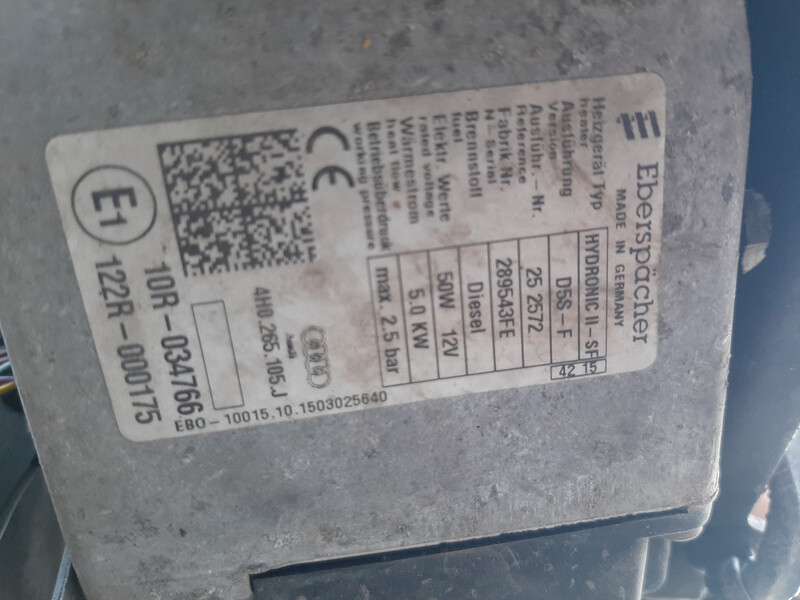 Eberspächer
MADE IN GERMANY
Heizgerät Typ HYDRONIC II-SF
heater
42 15
Ausführung D5S-F
Version
Ausführ.-Nr. 25 2572
Reference
Fabrik Nr. 289543FE
N-Serial
Brennstoff Diesel
fuel
Elektr. Werte 50W 12V
rated voltage
Wärmestrom 5.0 KW
heat flow
Betriebsüberdruck max. 2.5 bar
working pressure
CE
Audi
4H0.265.105.J
E1
10R-034766
122R-000175
EBO-10015.10.1503025640